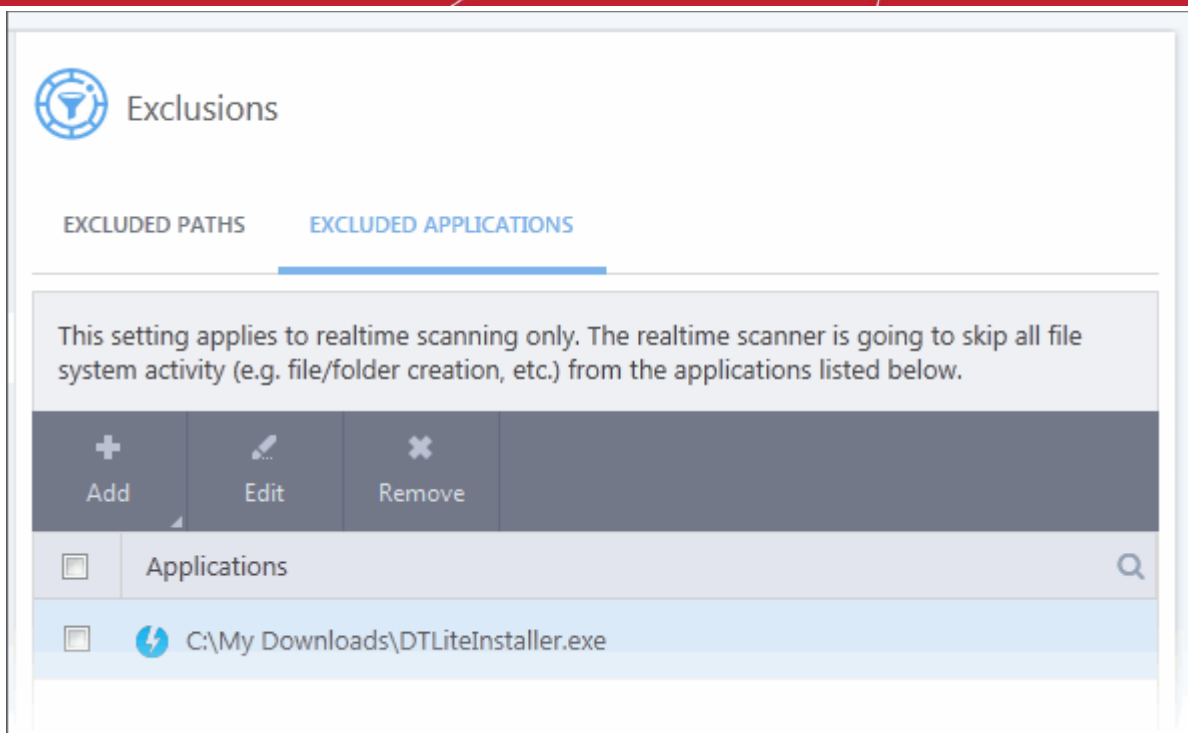 Exclusions
EXCLUDED PATHS EXCLUDED APPLICATIONS
This setting applies to realtime scanning only. The realtime scanner is going to skip all file
system activity (e.g. file/folder creation, etc.) from the applications listed below.
Add Edit Remove
Applications
C:\My Downloads\DTLiteInstaller.exe